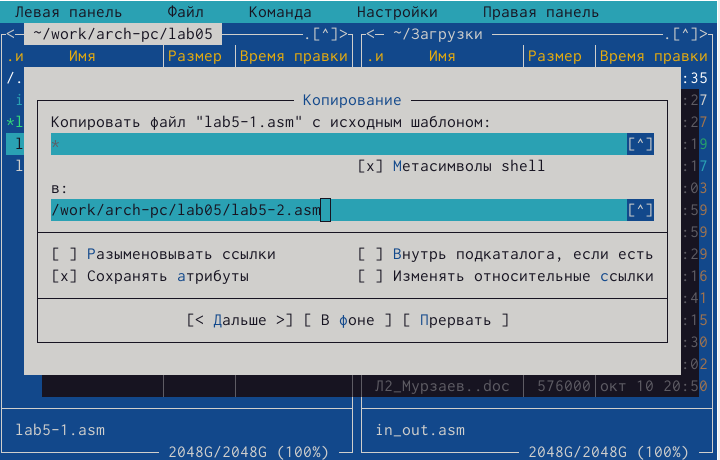 Левая панель Файл Команда Настройки Правая панель
<─ ~/work/arch-pc/lab05 .[^]> <─ ~/Загрузки .[^]>
.и Имя Размер Время правки .и Имя Размер Время правки
/. :35
i :27
*l :27
l :19
l :17
:03
:59
:59
:29
:16
:41
:15
:30
:02
Копирование
Копировать файл "lab5-1.asm" с исходным шаблоном:
* [^]
[x] Метасимволы shell
в:
/work/arch-pc/lab05/lab5-2.asm [^]
[ ] Разыменовывать ссылки [ ] Внутрь подкаталога, если есть
[x] Сохранять атрибуты [ ] Изменять относительные ссылки
[< Дальше >] [ В фоне ] [ Прервать ]
Л2_Мурзаев..doc 576000 окт 10 20:50
lab5-1.asm in_out.asm
2048G/2048G (100%) 2048G/2048G (100%)